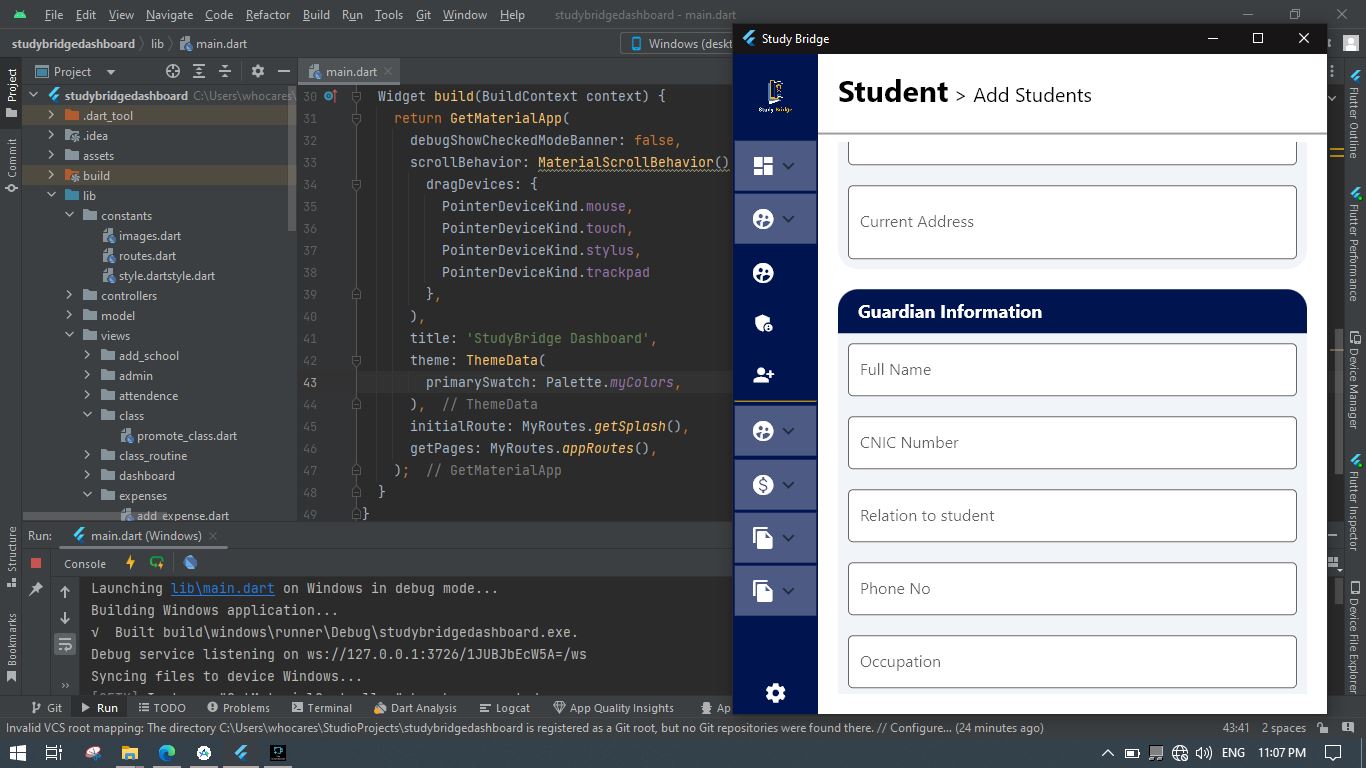 File Edit View Navigate Code Refactor Build Run Tools Git Window Help studybridgedashboard - main.dart
studybridgedashboard lib main.dart
Windows (deskt
Project
main.dart
studybridgedashboard C:\Users\whocares\
.dart_tool
.idea
assets
build
lib
constants
images.dart
routes.dart
style.dartstyle.dart
controllers
model
views
add_school
admin
attendence
class
promote_class.dart
class_routine
dashboard
expenses
add_expense.dart
Project
Commit
Structure
Bookmarks
30 Widget build(BuildContext context) {
31 return GetMaterialApp(
32 debugShowCheckedModeBanner: false,
33 scrollBehavior: MaterialScrollBehavior()
34 dragDevices: {
35 PointerDeviceKind.mouse,
36 PointerDeviceKind.touch,
37 PointerDeviceKind.stylus,
38 PointerDeviceKind.trackpad
39 },
40 ),
41 title: 'StudyBridge Dashboard',
42 theme: ThemeData(
43 primarySwatch: Palette.myColors,
44 ), // ThemeData
45 initialRoute: MyRoutes.getSplash(),
46 getPages: MyRoutes.appRoutes(),
47 ); // GetMaterialApp
48 }
49 }
Study Bridge
Study Bridge
Student > Add Students
Current Address
Guardian Information
Full Name
CNIC Number
Relation to student
Phone No
Occupation
Flutter Outline
Flutter Performance
Device Manager
Flutter Inspector
Device File Explorer
Run: main.dart (Windows)
Console
Launching lib\main.dart on Windows in debug mode...
Building Windows application...
√ Built build\windows\runner\Debug\studybridgedashboard.exe.
Debug service listening on ws://127.0.0.1:3726/1JUBJbEcW5A=/ws
Syncing files to device Windows...
Git Run TODO Problems Terminal Dart Analysis Logcat App Quality Insights Ap
Invalid VCS root mapping: The directory C:\Users\whocares\StudioProjects\studybridgedashboard is registered as a Git root, but no Git repositories were found there. // Configure... (24 minutes ago) 43:41 2 spaces
ENG 11:07 PM